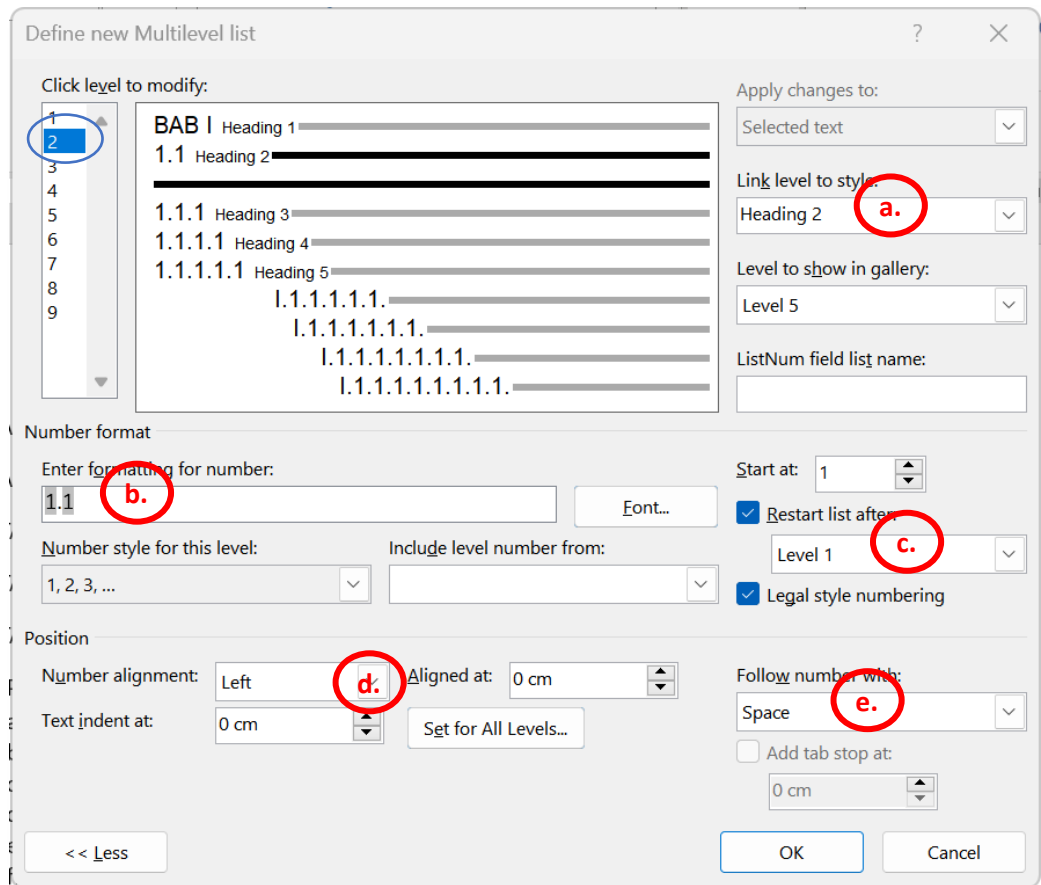 Define new Multilevel list ?
Click level to modify:
1
2
3
4
5
6
7
8
9
BAB I Heading 1
1.1 Heading 2
1.1.1 Heading 3
1.1.1.1 Heading 4
1.1.1.1.1 Heading 5
I.1.1.1.1.1.
I.1.1.1.1.1.1.
I.1.1.1.1.1.1.1.
I.1.1.1.1.1.1.1.1.
Apply changes to:
Selected text
Link level to style:
Heading 2 a.
Level to show in gallery:
Level 5
ListNum field list name:
Number format
Enter formatting for number:
1.1 b.
Font...
Number style for this level:
1, 2, 3, ...
Include level number from:
Start at: 1
Restart list after:
Level 1 c.
Legal style numbering
Position
Number alignment: Left d. Aligned at: 0 cm
Text indent at: 0 cm Set for All Levels...
Follow number with:
Space e.
Add tab stop at:
0 cm
<< Less OK Cancel